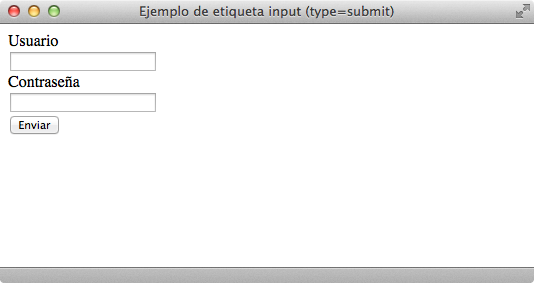 Ejemplo de etiqueta input (type=submit)
Usuario
Contraseña
Enviar